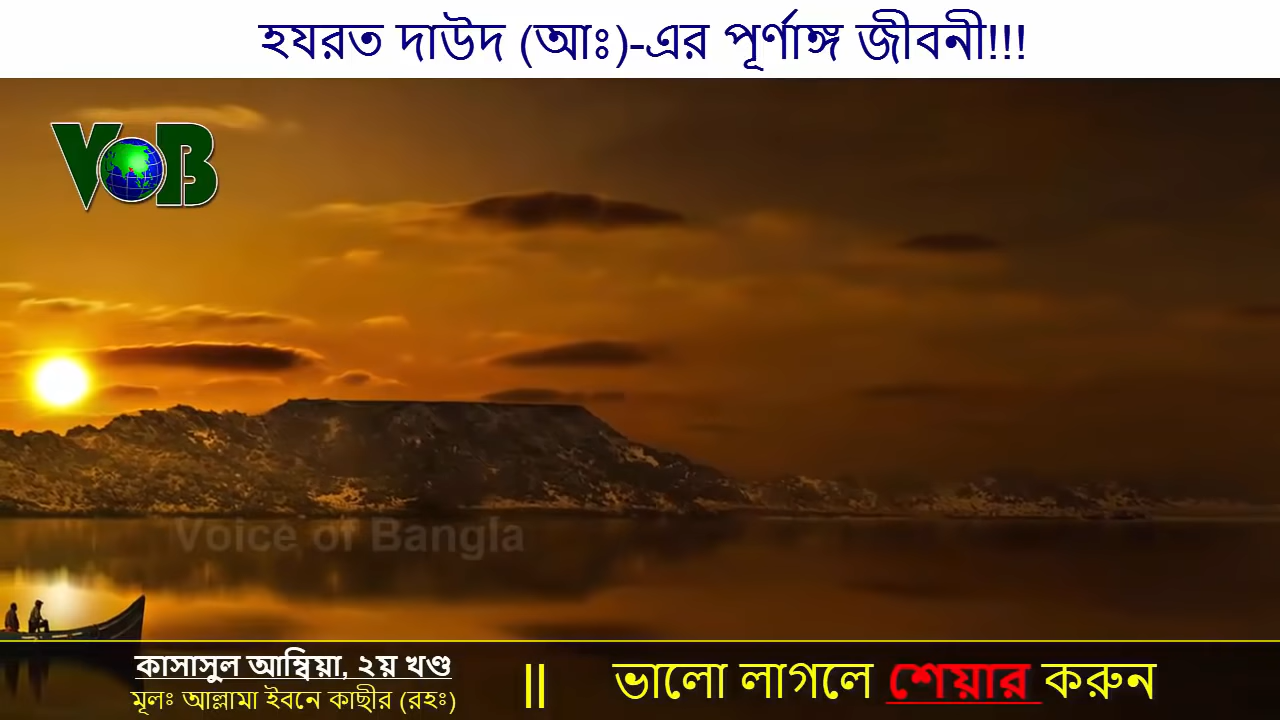 হযরত দাউদ (আঃ)-এর পূর্ণাঙ্গ জীবনী!!!
VOB
Voice of Bangla
কাসাসুল আম্বিয়া, ২য় খণ্ড
মূলঃ আল্লামা ইবনে কাছীর (রহঃ)
|| ভালো লাগলে শেয়ার করুন